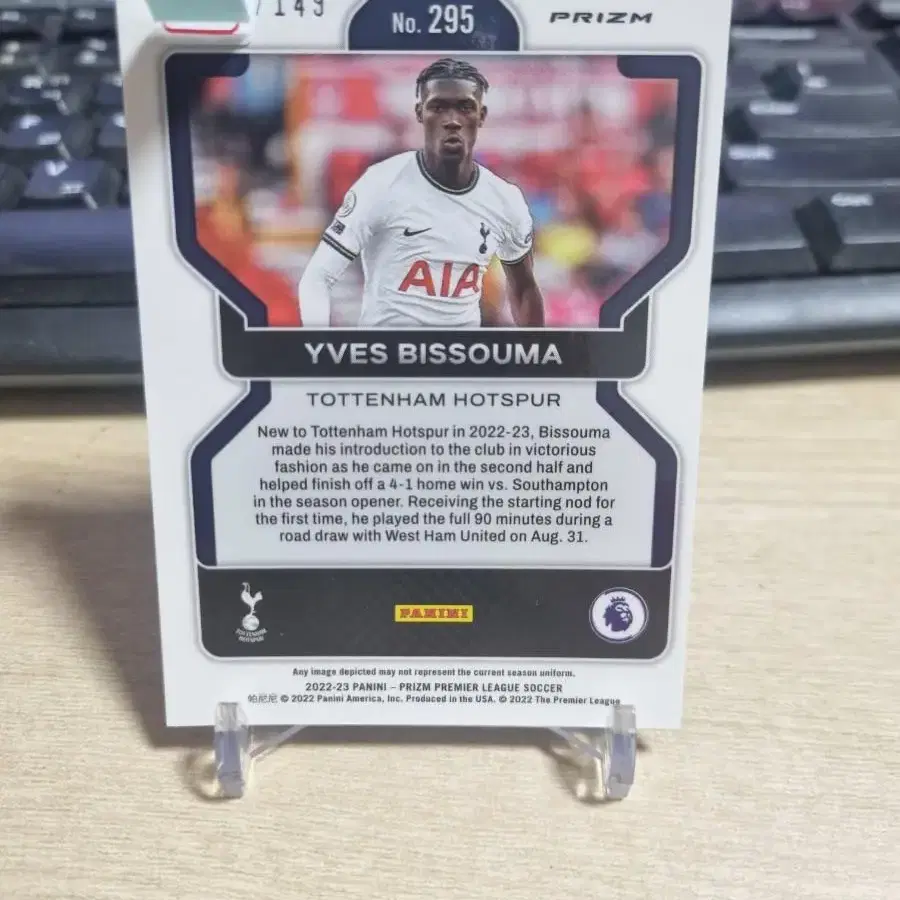 /149
No. 295
PRIZM
AIA
YVES BISSOUMA
TOTTENHAM HOTSPUR
New to Tottenham Hotspur in 2022-23, Bissouma
made his introduction to the club in victorious
fashion as he came on in the second half and
helped finish off a 4-1 home win vs. Southampton
in the season opener. Receiving the starting nod for
the first time, he played the full 90 minutes during a
road draw with West Ham United on Aug. 31.
TOTTENHAM
HOTSPUR
PANINI
Any image depicted may not represent the current season uniform.
2022-23 PANINI – PRIZM PREMIER LEAGUE SOCCER
帕尼尼 © 2022 Panini America, Inc. Produced in the USA. © 2022 The Premier League